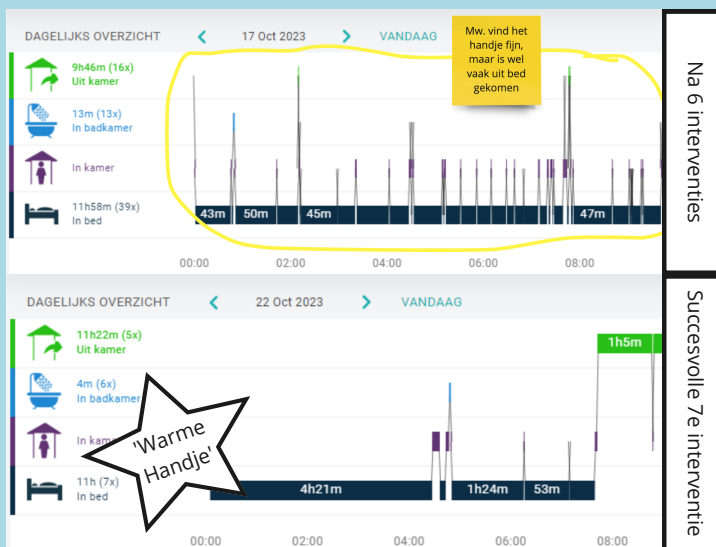 DAGELIJKS OVERZICHT
17 Oct 2023
VANDAAG
Mw. vind het
handje fijn,
maar is wel
vaak uit bed
gekomen
9h46m (16x)
Uit kamer
13m (13x)
In badkamer
In kamer
11h58m (39x)
In bed
43m
50m
45m
47m
00:00
02:00
04:00
06:00
08:00
Na 6 interventies
DAGELIJKS OVERZICHT
22 Oct 2023
VANDAAG
11h22m (5x)
Uit kamer
1h5m
4m (6x)
In badkamer
In kame
11h (7x)
In bed
'Warme
Handje'
4h21m
1h24m
53m
00:00
02:00
04:00
06:00
08:00
Succesvolle 7e interventie